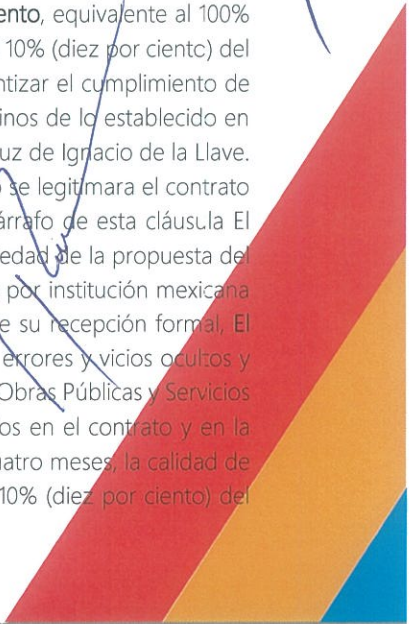 ento, equivalente al 100%
10% (diez por ciento) del
ntizar el cumplimiento de
inos de lo establecido en
uz de Ignacio de la Llave.
o se legitimara el contrato
árrafo de esta cláusula El
edad de la propuesta del
por institución mexicana
e su recepción formal, El
errores y vicios ocultos y
Obras Públicas y Servicios
os en el contrato y en la
uatro meses, la calidad de
10% (diez por ciento) del